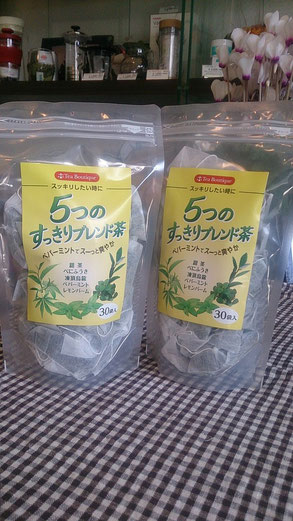 Tea Boutique
スッキリしたい時に
5つの
すっきりブレンド茶
ペパーミントでスーっと爽やか
甜茶
べにふうき
凍頂烏龍
ペパーミント
レモンバーム
30袋入
Tea Boutique
スッキリしたい時に
5つの
すっきりブレンド茶
ペパーミントでスーっと爽やか
甜茶
べにふうき
凍頂烏龍
ペパーミント
レモンバーム
30袋入